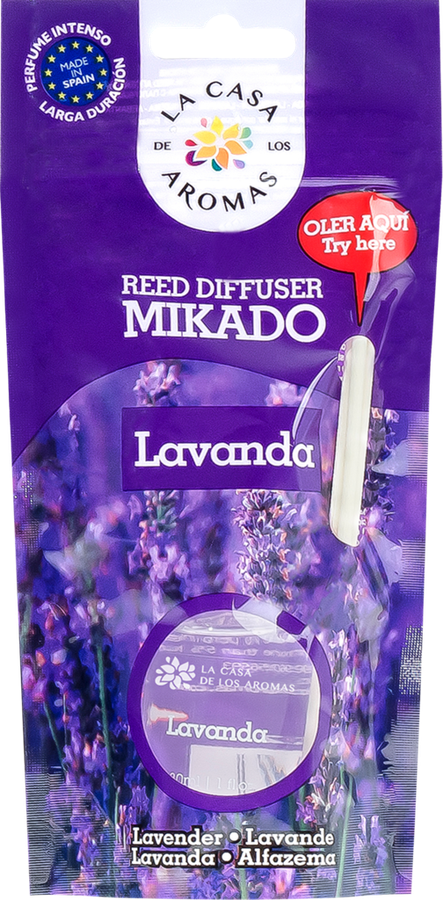 PERFUME INTENSO
MADE
IN
SPAIN
LARGA DURACIÓN
LA CASA
DE LOS
AROMAS
OLER AQUÍ
Try here
REED DIFFUSER
MIKADO
Lavanda
LA CASA
DE LOS AROMAS
Lavanda
Lavender • Lavande
Lavanda • Alfazema